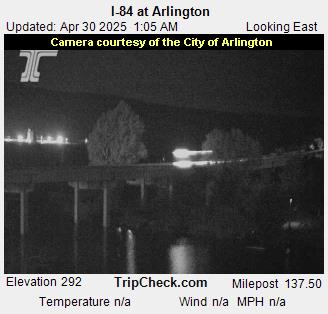 I-84 at Arlington
Updated: Apr 30 2025 1:05 AM Looking East
Camera courtesy of the City of Arlington
Elevation 292 TripCheck.com Milepost 137.50
Temperature n/a Wind n/a MPH n/a